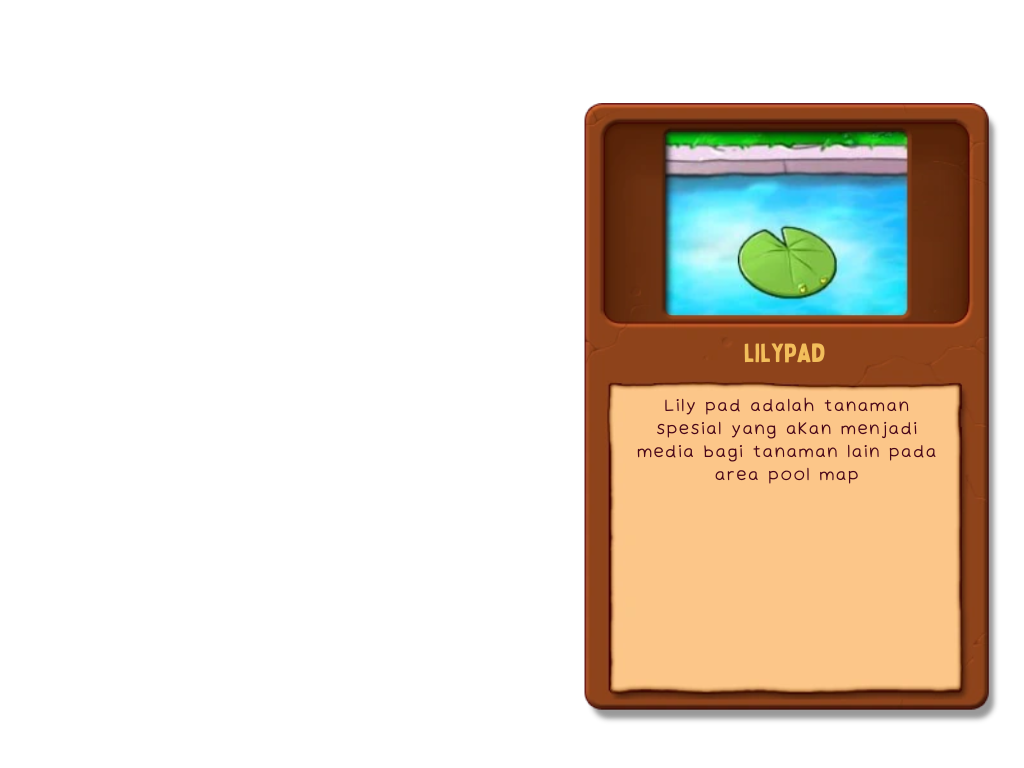 LILYPAD
Lily pad adalah tanaman
spesial yang akan menjadi
media bagi tanaman lain pada
area pool map